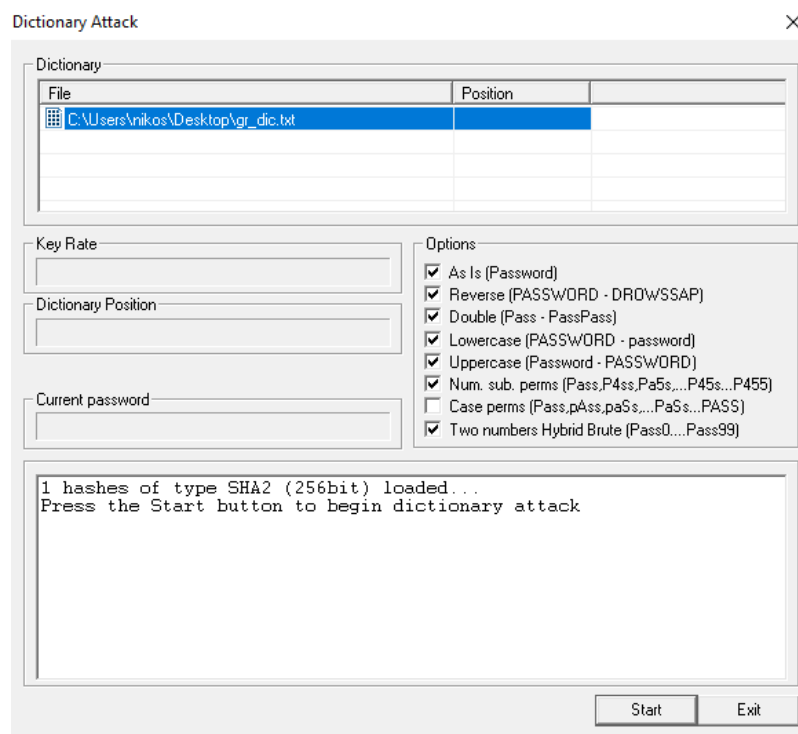 Dictionary Attack
Dictionary
File Position
C:\Users\nikos\Desktop\gr_dic.txt
Key Rate
Dictionary Position
Current password
Options
As Is (Password)
Reverse (PASSWORD - DROWSSAP)
Double (Pass - PassPass)
Lowercase (PASSWORD - password)
Uppercase (Password - PASSWORD)
Num. sub. perms (Pass,P4ss,Pa5s,...P45s...P455)
Case perms (Pass,pAss,paSs,...PaSs...PASS)
Two numbers Hybrid Brute (Pass0....Pass99)
1 hashes of type SHA2 (256bit) loaded...
Press the Start button to begin dictionary attack
Start Exit